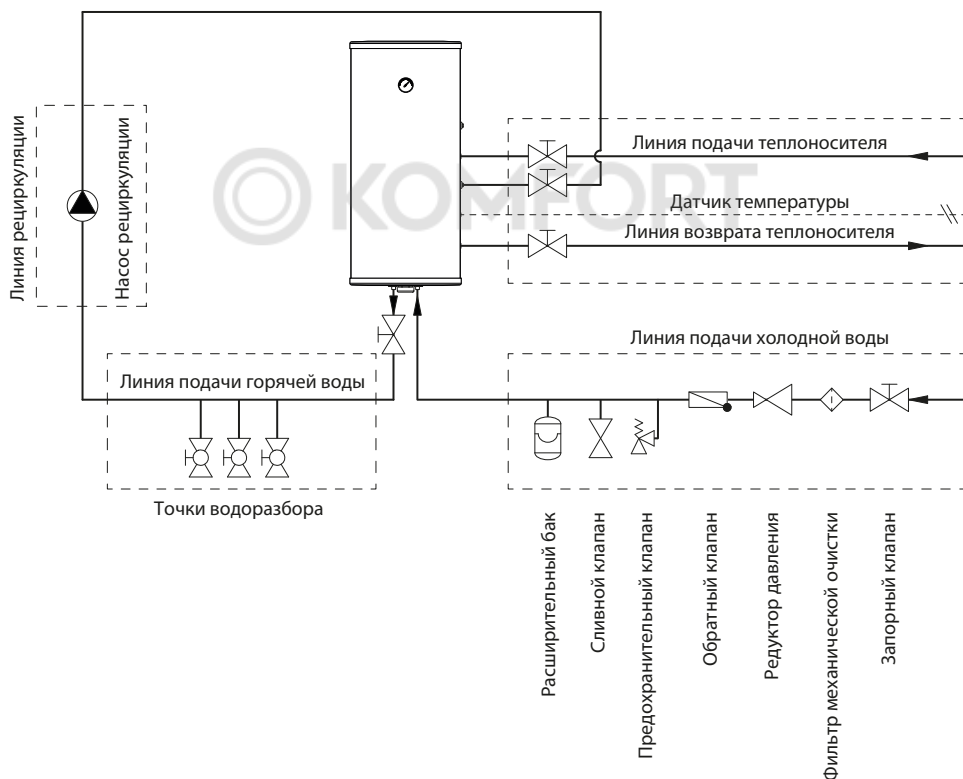 Линия рециркуляции
Насос рециркуляции
KOMFORT
Линия подачи теплоносителя
Датчик температуры
Линия возврата теплоносителя
Линия подачи холодной воды
Линия подачи горячей воды
Точки водоразбора
Расширительный бак
Сливной клапан
Предохранительный клапан
Обратный клапан
Редуктор давления
Фильтр механической очистки
Запорный клапан